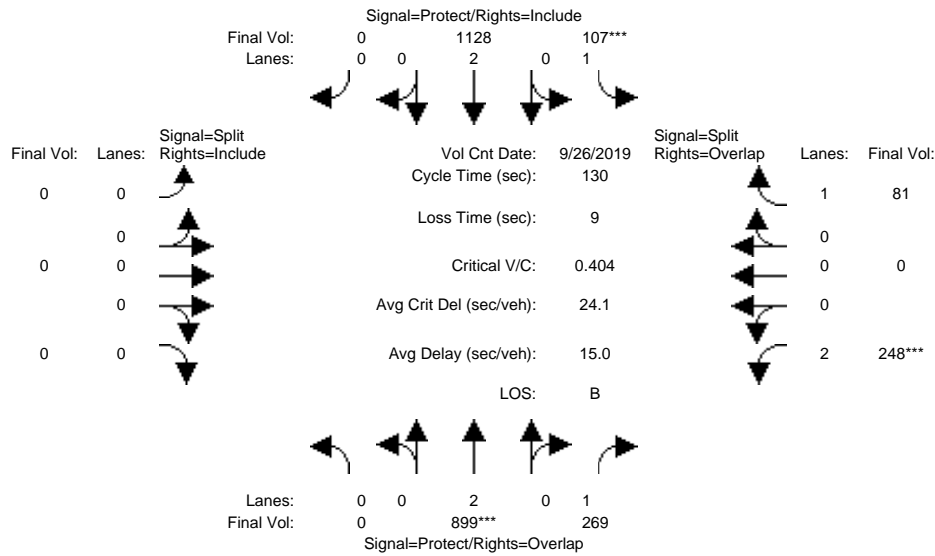 Signal=Protect/Rights=Include
Final Vol: 0 1128 107***
Lanes: 0 0 2 0 1
Signal=Split Signal=Split
Final Vol: Lanes: Rights=Include Vol Cnt Date: 9/26/2019 Rights=Overlap Lanes: Final Vol:
Cycle Time (sec): 130
0 0 1 81
Loss Time (sec): 9
0 0
0 0 Critical V/C: 0.404 0 0
0 Avg Crit Del (sec/veh): 24.1 0
0 0 Avg Delay (sec/veh): 15.0 2 248***
LOS: B
Lanes: 0 0 2 0 1
Final Vol: 0 899*** 269
Signal=Protect/Rights=Overlap